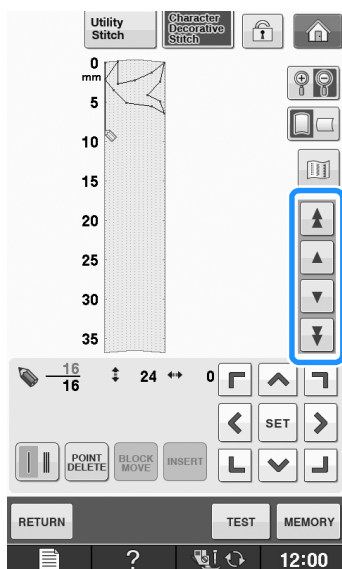 Utility
Stitch
Character
Decorative
Stitch
0
mm
5
10
15
20
25
30
35
16
16
24
0
SET
POINT
DELETE
BLOCK
MOVE
INSERT
RETURN
TEST
MEMORY
?
12:00